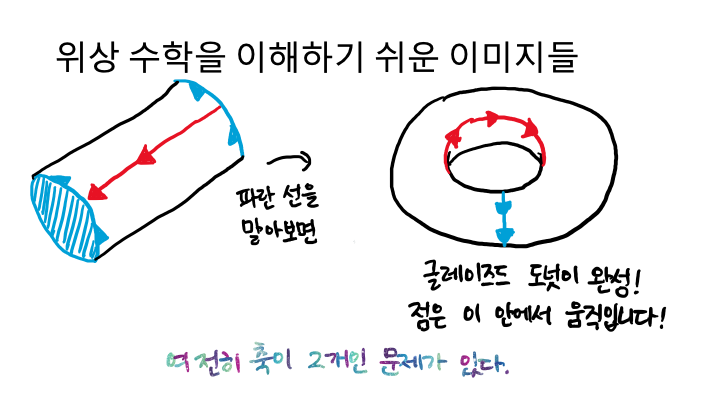 위상 수학을 이해하기 쉬운 이미지들
파란 선을
말아보면
글레이즈드 도넛이 완성!
점은 이 안에서 움직입니다!
여전히 축이 2개인 문제가 있다.